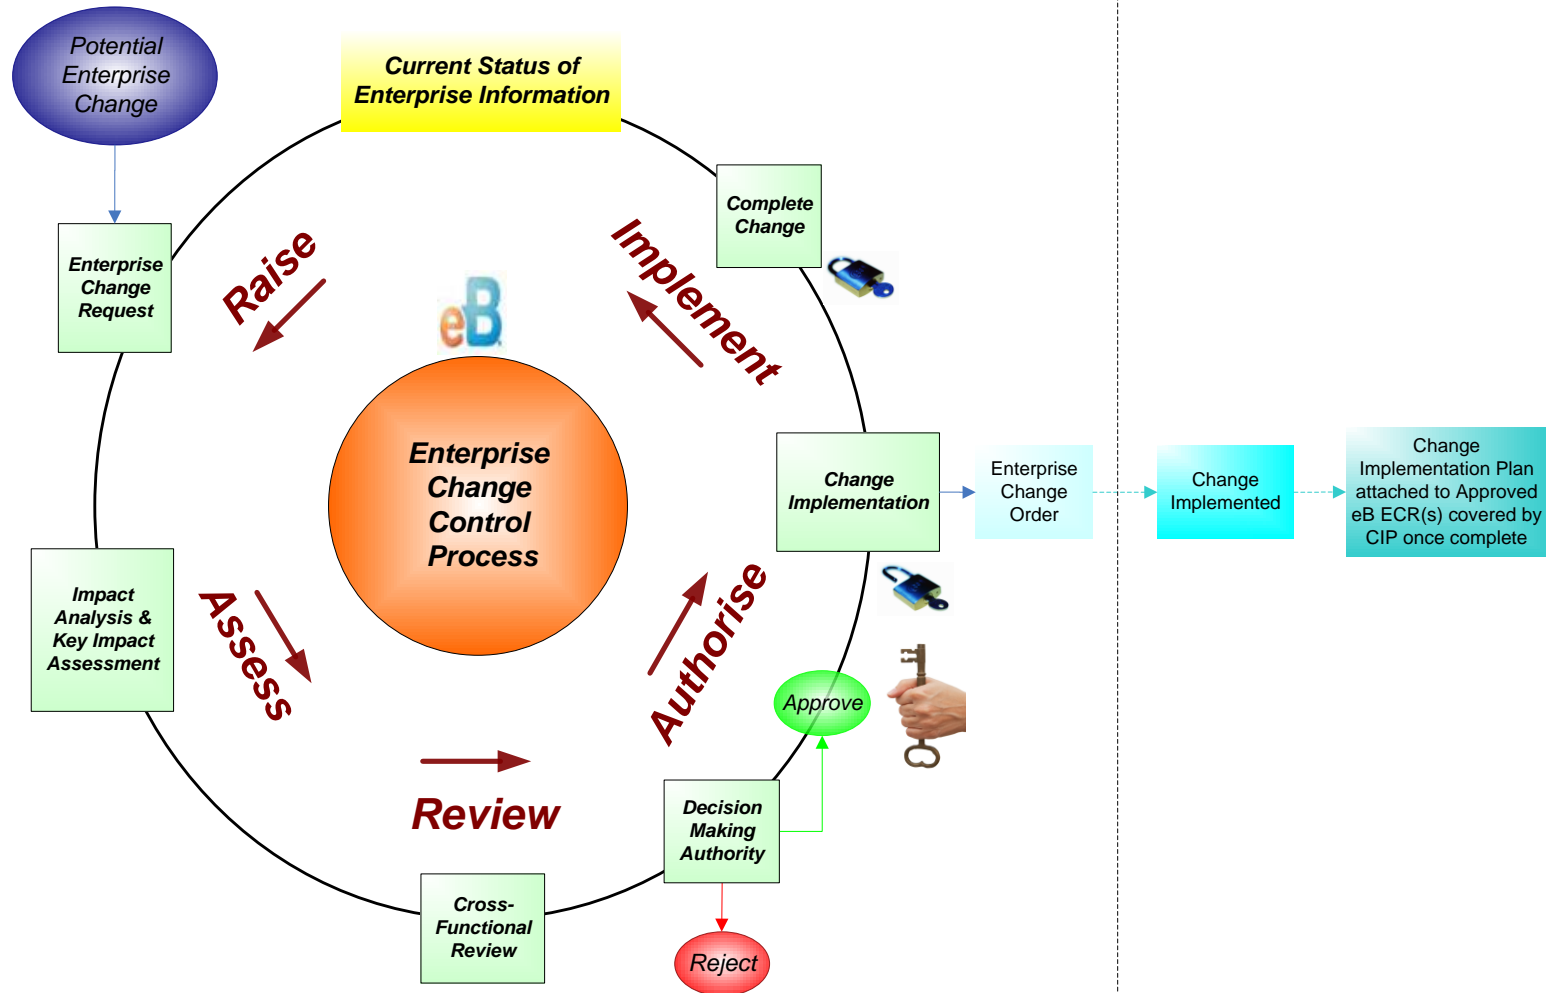 Potential
Enterprise
Change
Current Status of
Enterprise Information
Complete
Change
Enterprise
Change
Request
Raise
Implement
eB
Enterprise
Change
Control
Process
Change
Implementation
Enterprise
Change
Order
Change
Implemented
Change
Implementation Plan
attached to Approved
eB ECR(s) covered by
CIP once complete
Impact
Analysis &
Key Impact
Assessment
Assess
Authorise
Approve
Review
Decision
Making
Authority
Cross-
Functional
Review
Reject